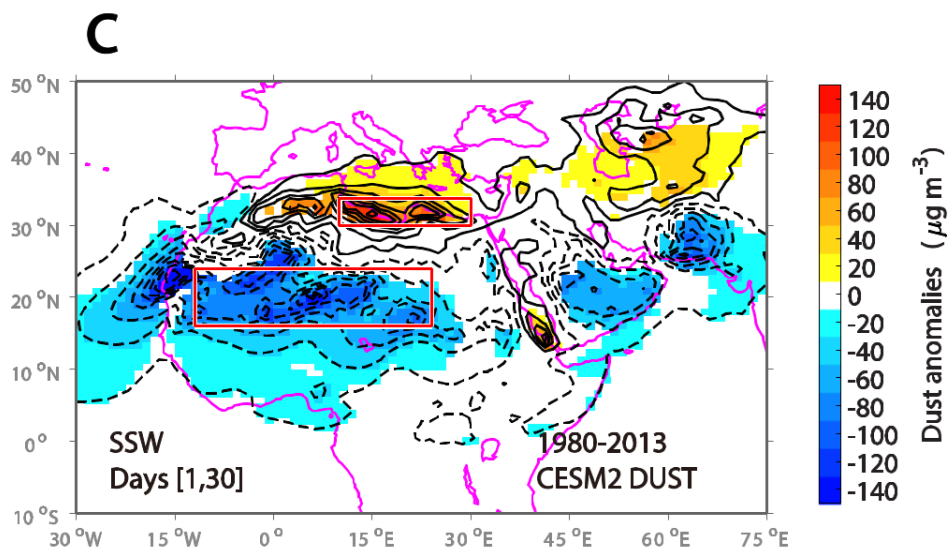 C
50 °N
40 °N
30 °N
20 °N
10 °N
0 °N
10 °S
30 °W
15 °W
0 °
15 °E
30 °E
45 °E
60 °E
75 °E
SSW
Days [1,30]
1980-2013
CESM2 DUST
140
120
100
80
60
40
20
10
0
-10
-20
-40
-60
-80
-100
-120
-140
Dust anomalies (μg m⁻³)